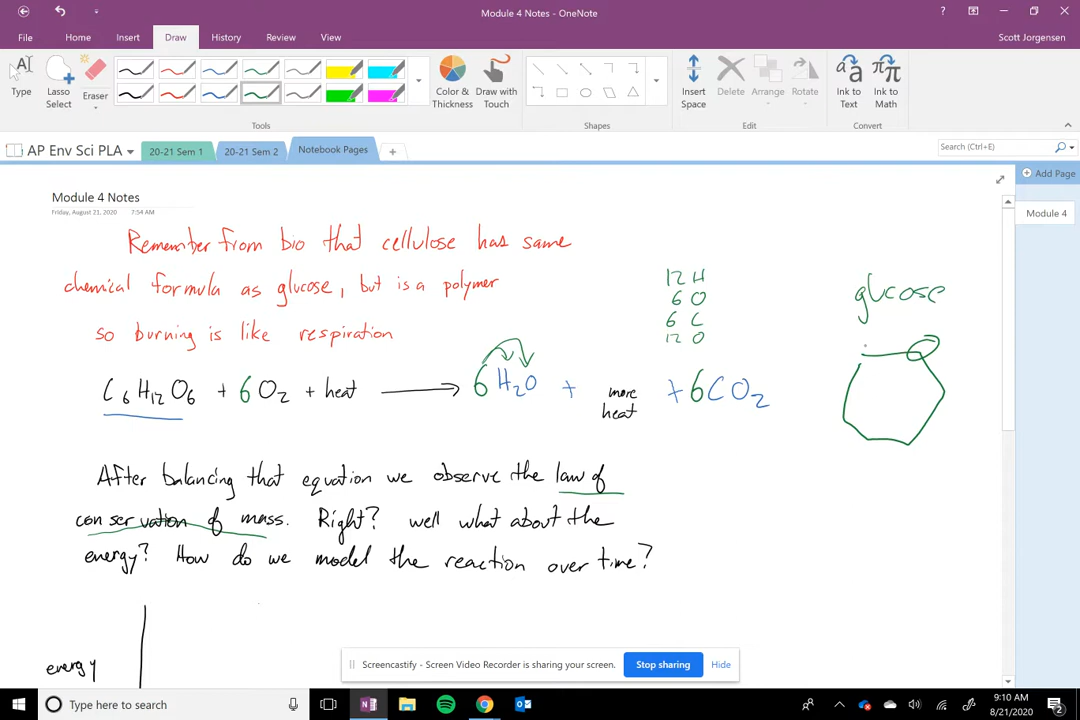 Module 4 Notes - OneNote
File
Home
Insert
Draw
History
Review
View
Scott Jorgensen
Type
Lasso Select
Eraser
Color & Thickness
Draw with Touch
Insert Space
Delete
Arrange
Rotate
Ink to Text
Ink to Math
Tools
Shapes
Edit
Convert
AP Env Sci PLA
20-21 Sem 1
20-21 Sem 2
Notebook Pages
Search (Ctrl+E)
Add Page
Module 4
Module 4 Notes
Friday, August 21, 2020 7:54 AM
Remember from bio that cellulose has same
chemical formula as glucose, but is a polymer
so burning is like respiration
12 H
6 O
6 C
12 O
glucose
C6H12O6 + 6O2 + heat → 6H2O + more heat + 6CO2
After balancing that equation we observe the law of
conservation of mass. Right? well what about the
energy? How do we model the reaction over time?
energy
Screencastify - Screen Video Recorder is sharing your screen.
Stop sharing
Hide
Type here to search
9:10 AM
8/21/2020
2